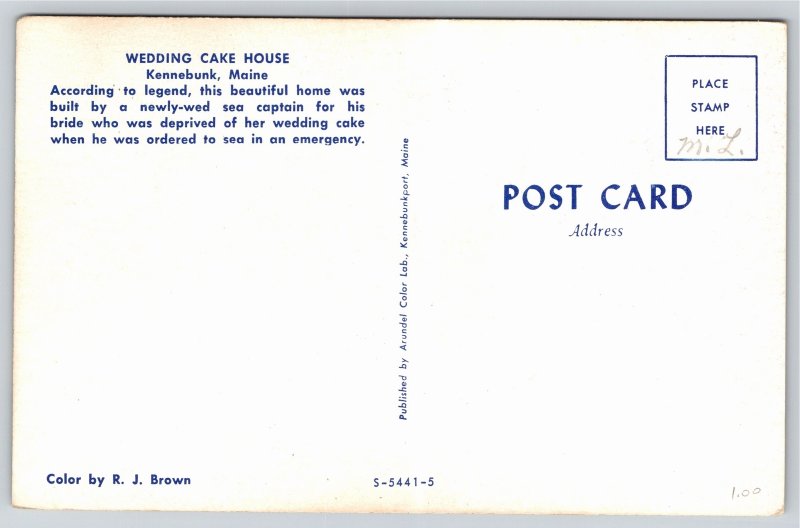 WEDDING CAKE HOUSE
Kennebunk, Maine
According to legend, this beautiful home was
built by a newly-wed sea captain for his
bride who was deprived of her wedding cake
when he was ordered to sea in an emergency.
Color by R. J. Brown
Published by Arundel Color Lab., Kennebunkport, Maine
S-5441-5
PLACE
STAMP
HERE
M. L.
POST CARD
Address
1.00